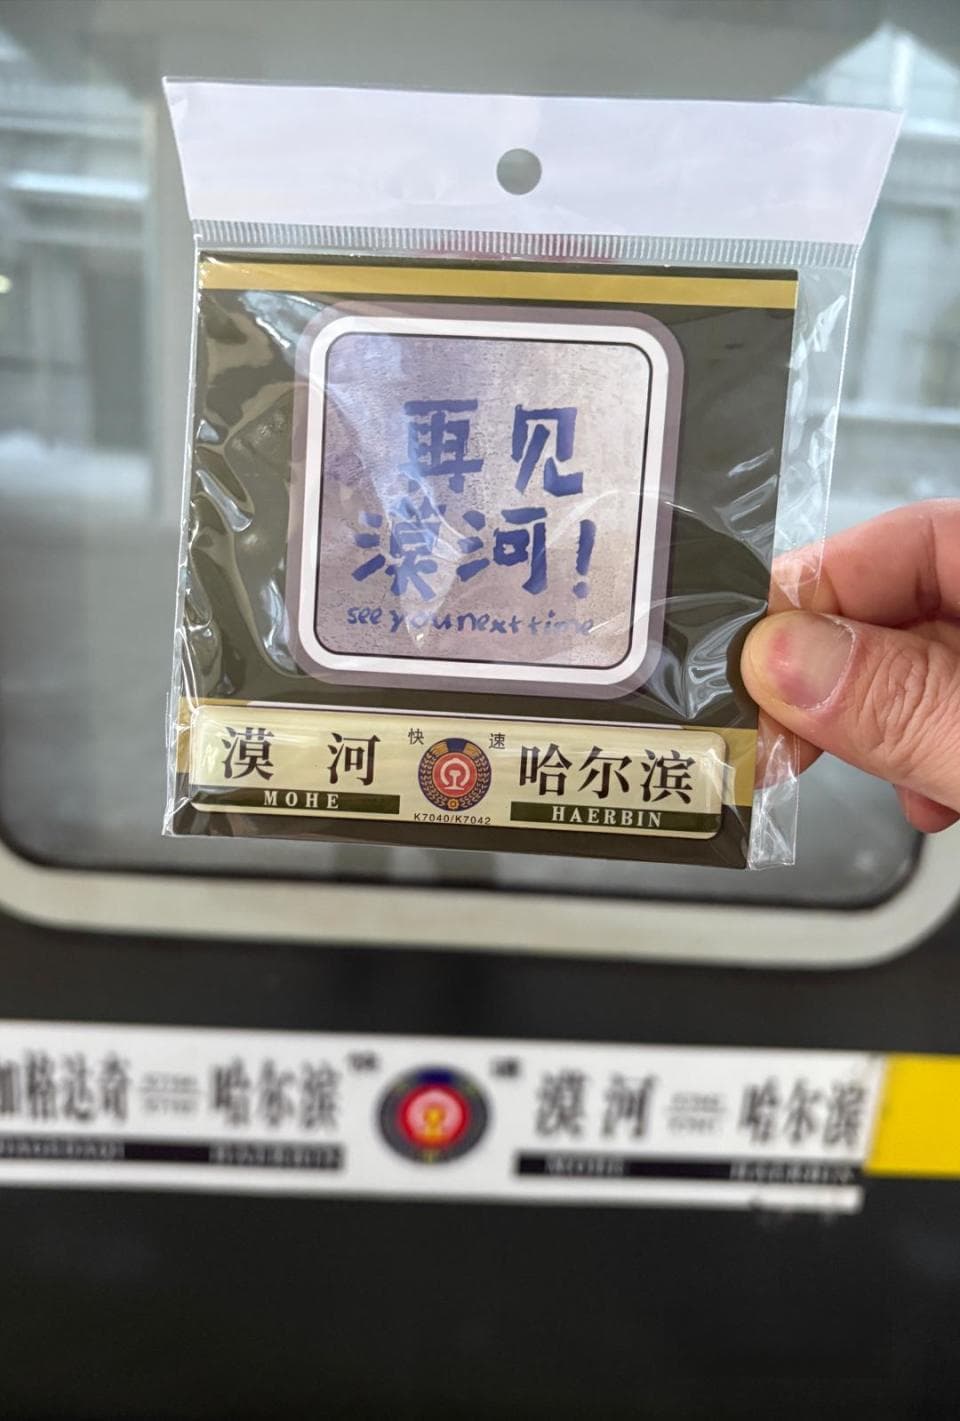 再见
漠河！
see you next time
漠河 快速 哈尔滨
MOHE K7040/K7042 HAERBIN
加格达奇 哈尔滨 漠河 哈尔滨